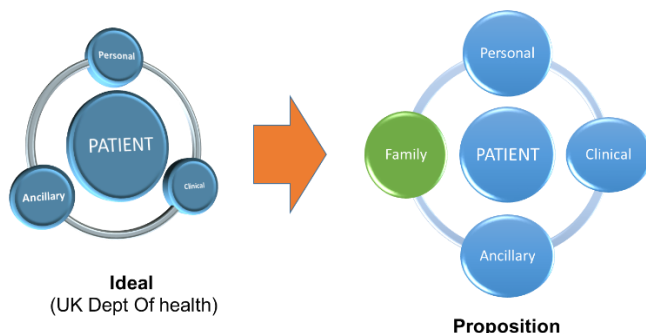 Personal
PATIENT
Ancillary
Clinical
Ideal
(UK Dept Of health)
Personal
Family
PATIENT
Clinical
Ancillary
Proposition